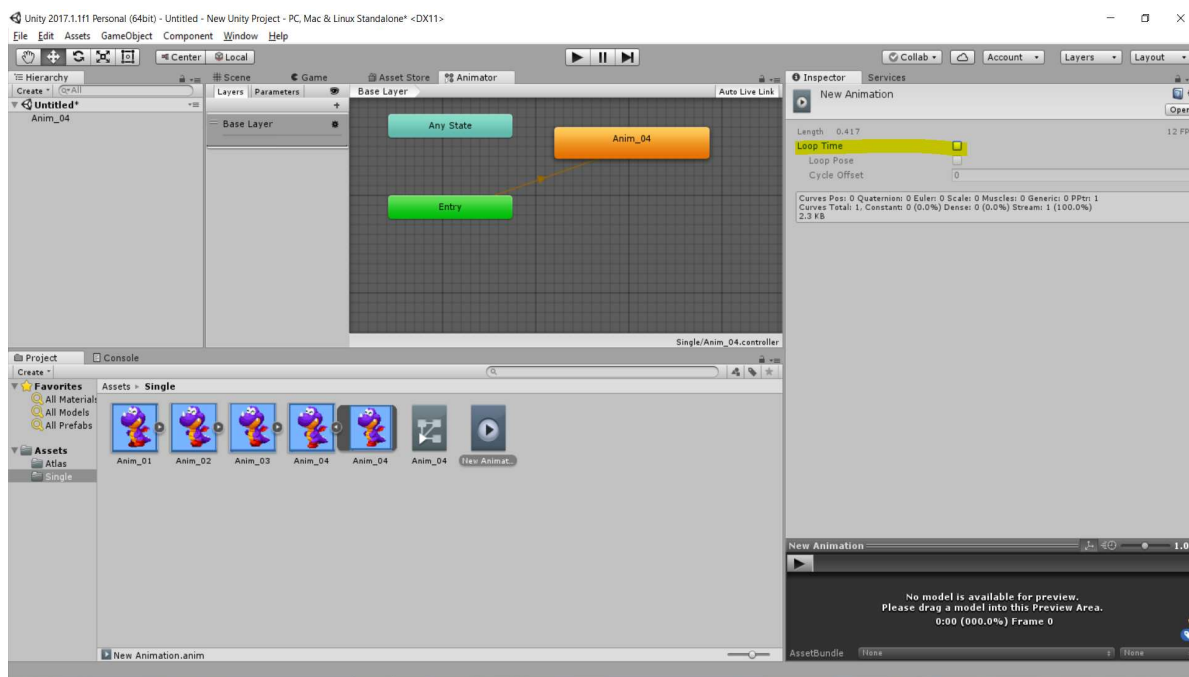 Unity 2017.1.1f1 Personal (64bit) - Untitled - New Unity Project - PC, Mac & Linux Standalone* <DX11>
File Edit Assets GameObject Component Window Help
Center Local
Collab Account Layers Layout
Hierarchy
Create All
Untitled*
Anim_04
Scene Game Asset Store Animator
Layers Parameters
Base Layer
Auto Live Link
Base Layer
Any State
Anim_04
Entry
Single/Anim_04.controller
Inspector Services
New Animation
Open
Length 0.417
12 FP
Loop Time
Loop Pose
Cycle Offset 0
Curves Pos: 0 Quaternion: 0 Euler: 0 Scale: 0 Muscles: 0 Generic: 0 PPtr: 1
Curves Total: 1, Constant: 0 (0.0%) Dense: 0 (0.0%) Stream: 1 (100.0%)
2.3 KB
Project Console
Create
Favorites
All Materials
All Models
All Prefabs
Assets
Atlas
Single
Assets Single
Anim_01 Anim_02 Anim_03 Anim_04 Anim_04 Anim_04 New Animat..
New Animation.anim
New Animation
1.0
No model is available for preview.
Please drag a model into this Preview Area.
0:00 (000.0%) Frame 0
AssetBundle None None